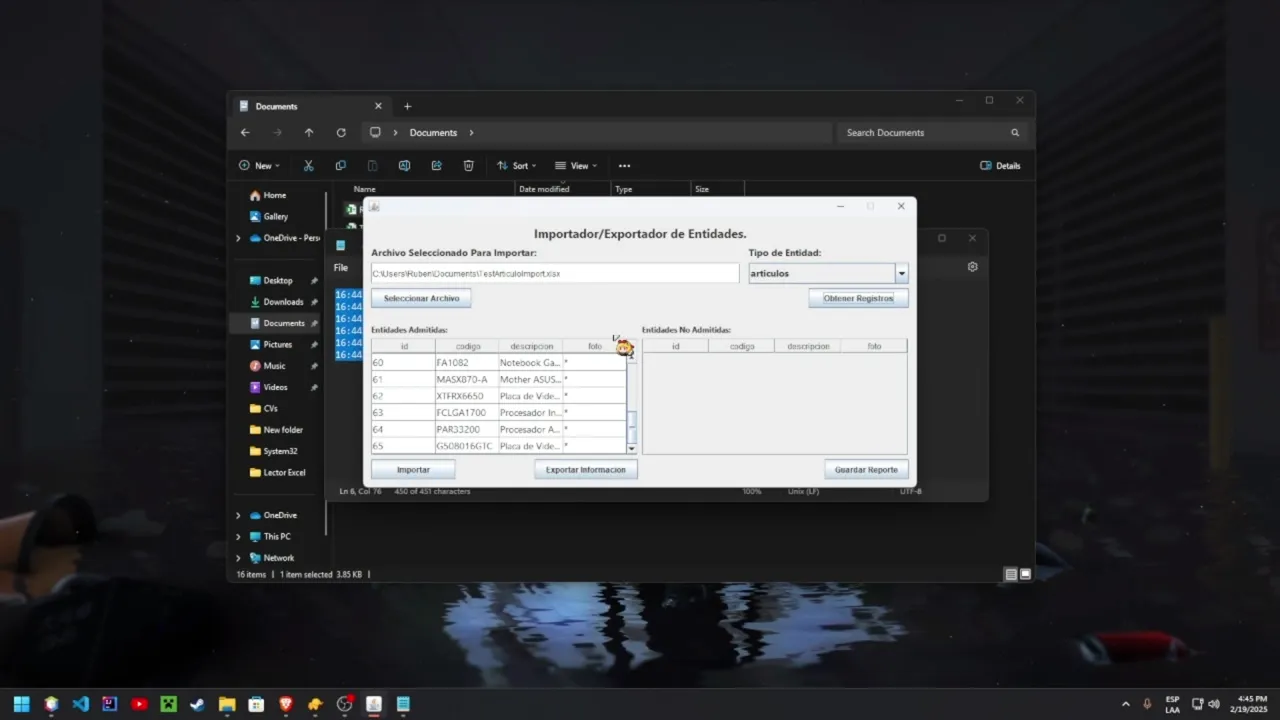 Documents
Documents
Search Documents
New
Sort
View
Details
Name Date modified Type Size
Home
Gallery
OneDrive - Pers
Desktop
Downloads
Documents
Pictures
Music
Videos
CVs
New folder
System32
Lector Excel
OneDrive
This PC
Network
16 items | 1 item selected 3.85 KB |
File
16:44
16:44
16:44
16:44
16:44
16:44
Importador/Exportador de Entidades.
Archivo Seleccionado Para Importar:
Tipo de Entidad:
C:\Users\Ruben\Documents\TestArticuloImport.xlsx
articulos
Seleccionar Archivo
Obtener Registros
Entidades Admitidas:
Entidades No Admitidas:
id codigo descripcion foto
id codigo descripcion foto
60 FA1082 Notebook Ga... *
61 MASX870-A Mother ASUS... *
62 XTFRX6650 Placa de Vide... *
63 FCLGA1700 Procesador In... *
64 PAR33200 Procesador A... *
65 G508016GTC Placa de Vide... *
Importar
Exportar Informacion
Guardar Reporte
Ln 6, Col 76 450 of 451 characters 100% Unix (LF) UTF-8
ESP
LAA
4:45 PM
2/19/2025